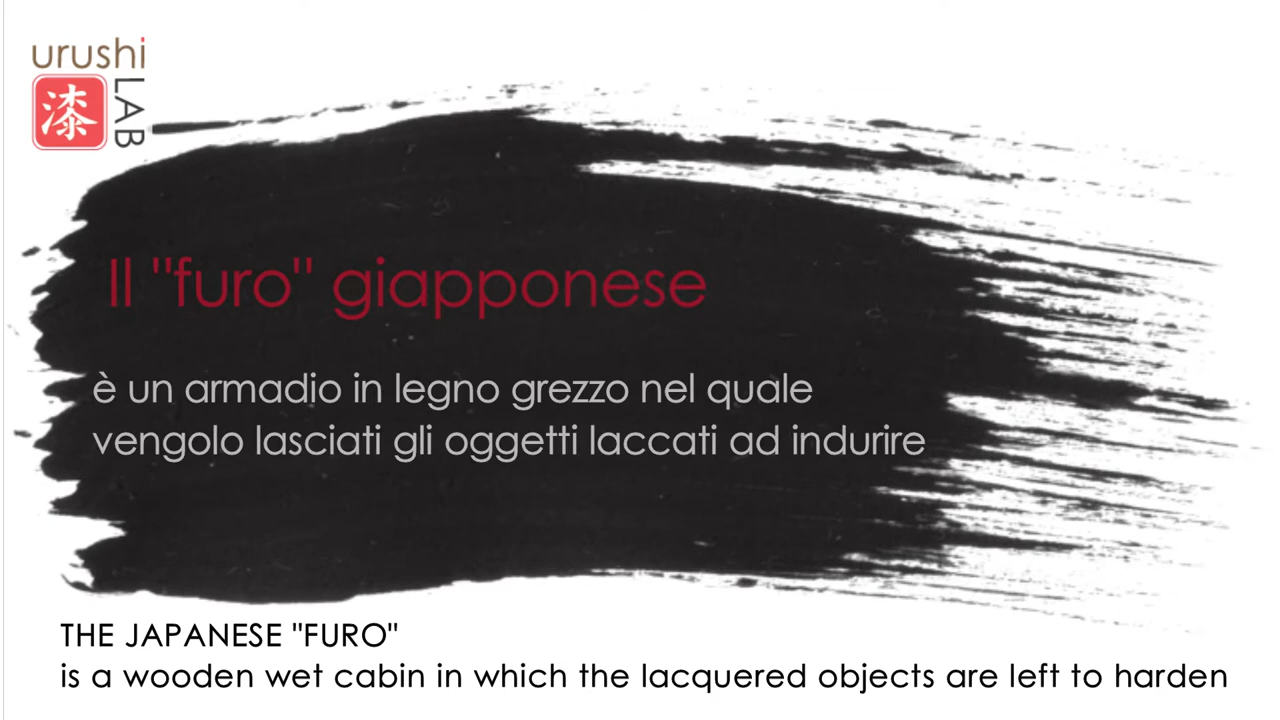 urushi
漆
LAB
Il "furo" giapponese
è un armadio in legno grezzo nel quale
vengolo lasciati gli oggetti laccati ad indurire
THE JAPANESE "FURO"
is a wooden wet cabin in which the lacquered objects are left to harden